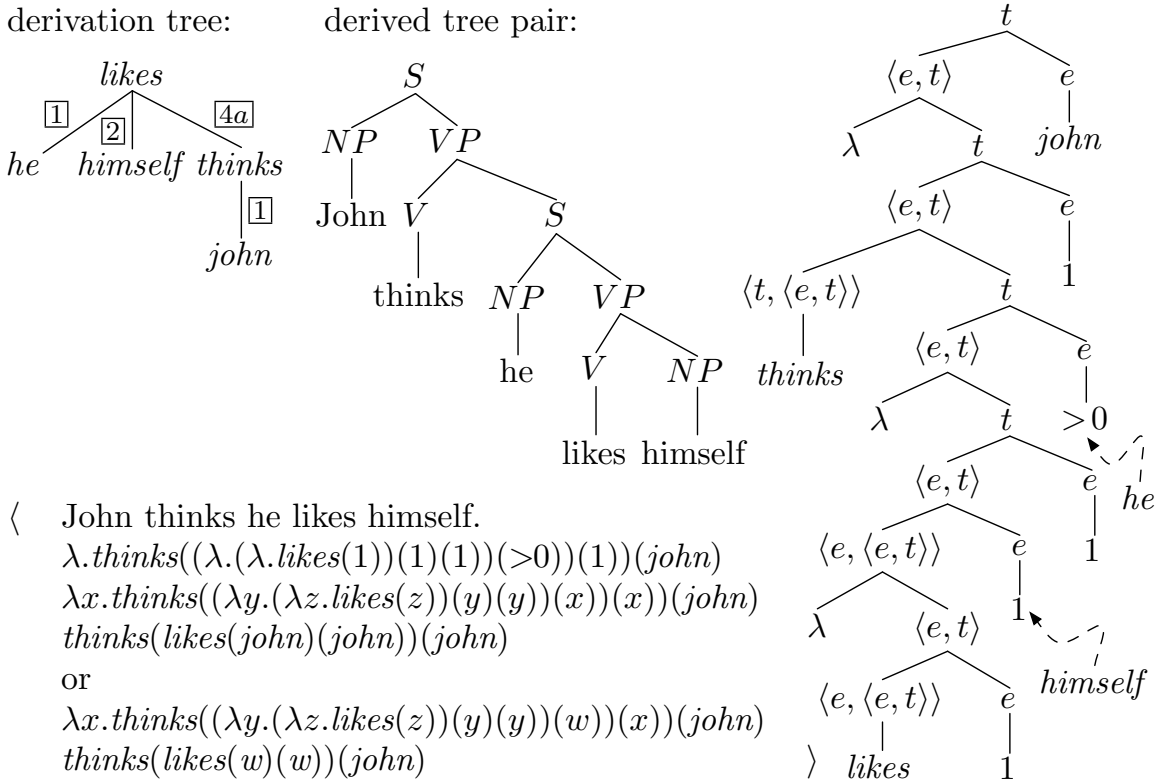 derivation tree:
likes
1 2 4a
he himself thinks
1
john
derived tree pair:
S
NP VP
John V S
thinks NP VP
he V NP
likes himself
t
⟨e, t⟩ e
λ t john
⟨e, t⟩ e
⟨t, ⟨e, t⟩⟩ t 1
thinks ⟨e, t⟩ e
λ t >0
⟨e, t⟩ e he
⟨e, ⟨e, t⟩⟩ e 1
λ ⟨e, t⟩ 1
⟨e, ⟨e, t⟩⟩ e himself
likes 1
⟨ John thinks he likes himself.
λ.thinks((λ.(λ.likes(1))(1)(1))(>0))(1))(john)
λx.thinks((λy.(λz.likes(z))(y)(y))(x))(x))(john)
thinks(likes(john)(john))(john)
or
λx.thinks((λy.(λz.likes(z))(y)(y))(w))(x))(john)
thinks(likes(w)(w))(john) ⟩